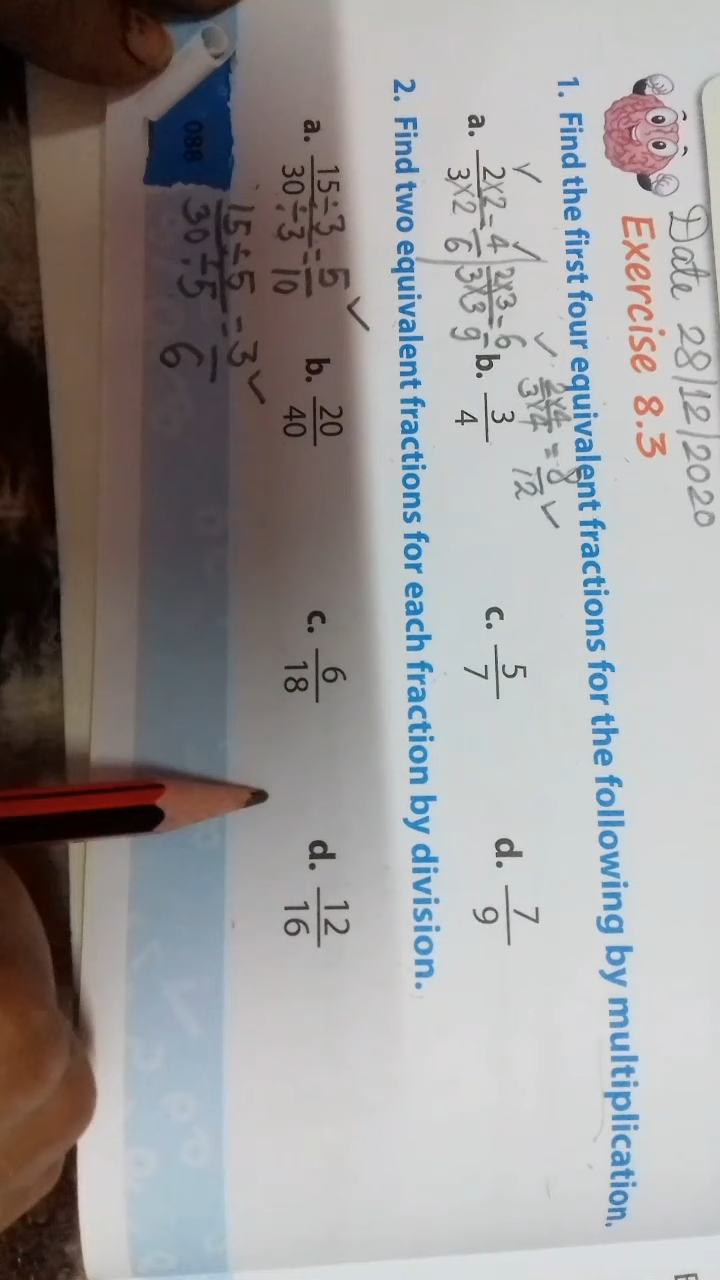 Date 28/12/2020
Exercise 8.3
1. Find the first four equivalent fractions for the following by multiplication.
✓ 2×2/3×2 = 4/6 ✓ 2×3/3×3 = 6/9 ✓ 2×4/3×4 = 8/12 ✓
a. 2/3 b. 3/4 c. 5/7 d. 7/9
2. Find two equivalent fractions for each fraction by division.
a. 15÷3/30÷3 = 5/10 ✓ b. 20/40 c. 6/18 d. 12/16
15÷5/30÷5 = 3/6 ✓
086